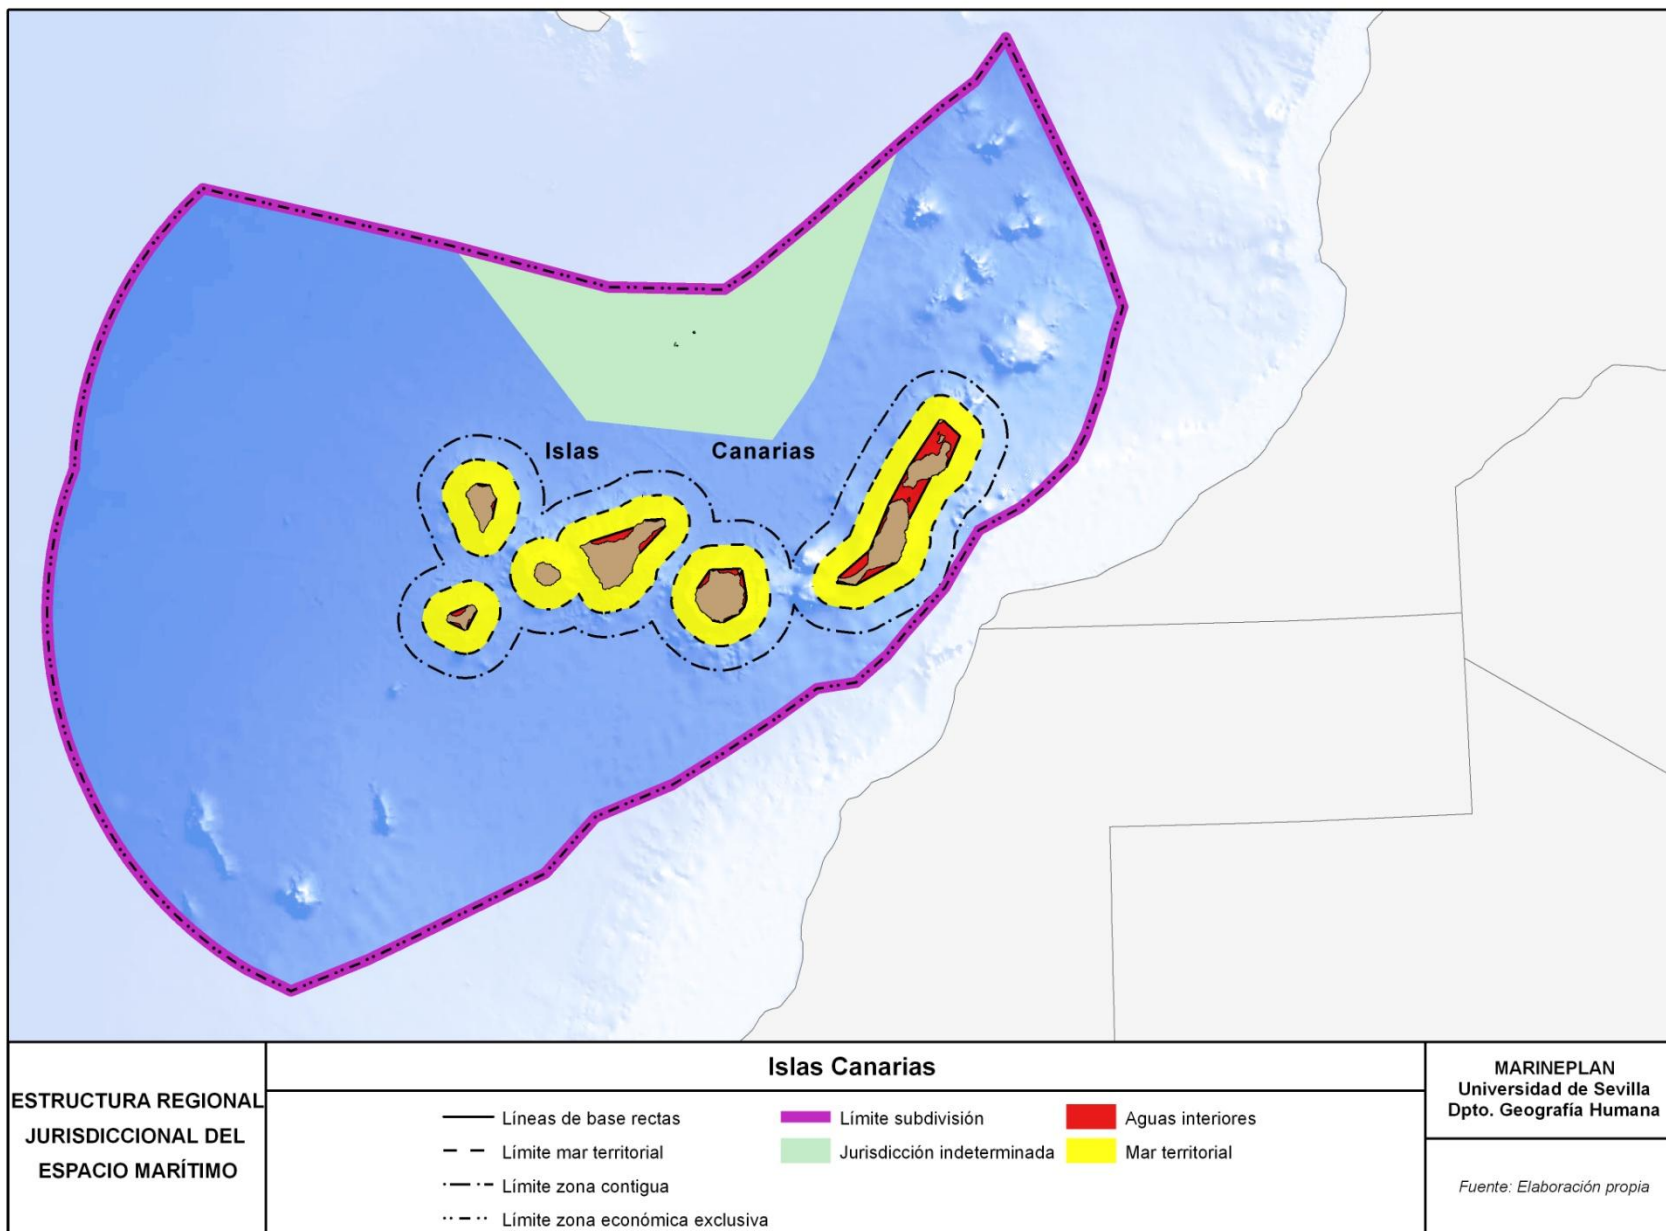 Islas Canarias
ESTRUCTURA REGIONAL
JURISDICCIONAL DEL
ESPACIO MARÍTIMO
Islas Canarias
Líneas de base rectas
Límite mar territorial
Límite zona contigua
Límite zona económica exclusiva
Límite subdivisión
Jurisdicción indeterminada
Aguas interiores
Mar territorial
MARINEPLAN
Universidad de Sevilla
Dpto. Geografía Humana
Fuente: Elaboración propia